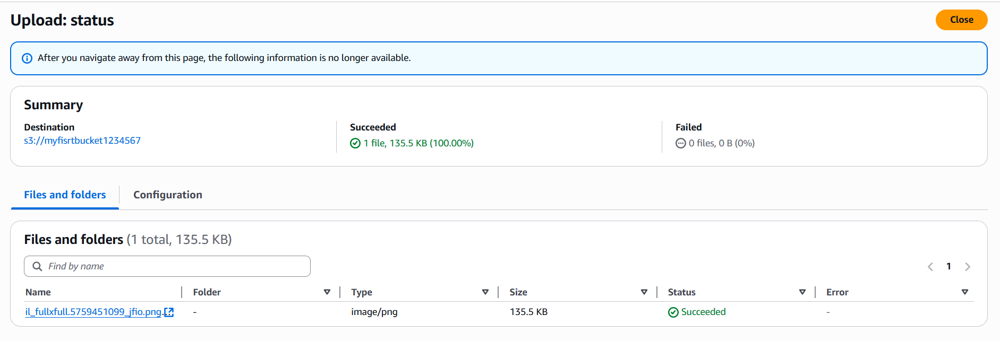 Upload: status
Close
After you navigate away from this page, the following information is no longer available.
Summary
Destination
s3://myfisrtbucket1234567
Succeeded
1 file, 135.5 KB (100.00%)
Failed
0 files, 0 B (0%)
Files and folders
Configuration
Files and folders (1 total, 135.5 KB)
Find by name
1
Name Folder Type Size Status Error
il_fullxfull.5759451099_jfio.png... - image/png 135.5 KB Succeeded -